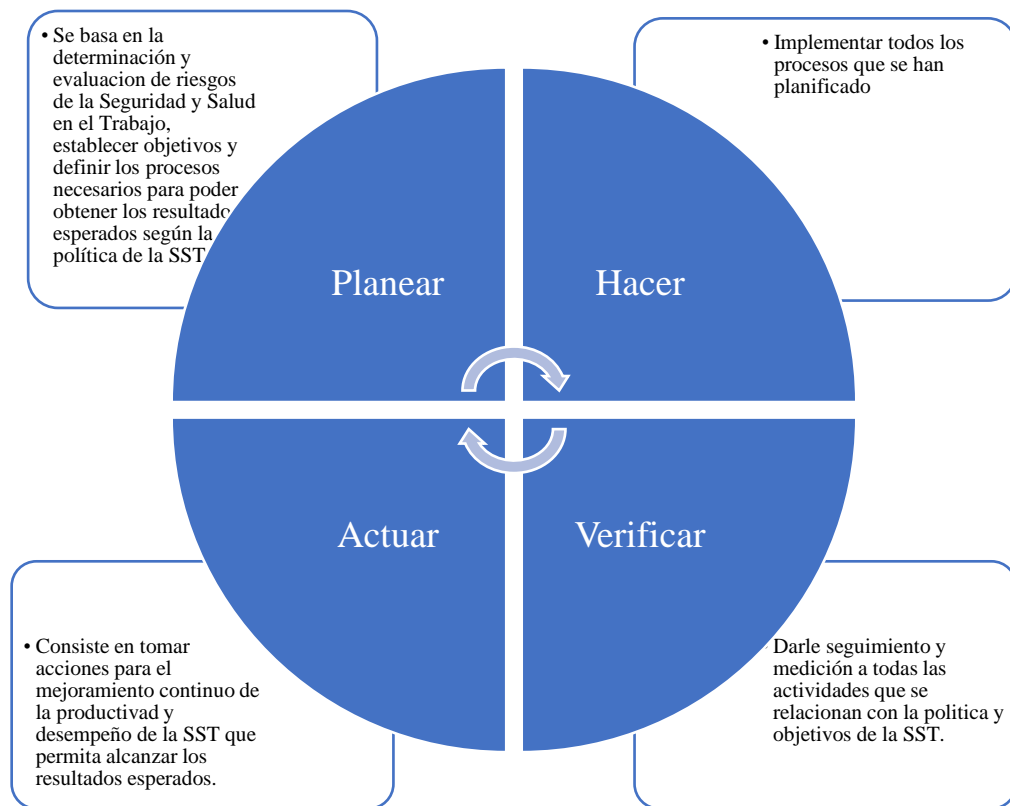 • Se basa en la
determinación y
evaluacion de riesgos
de la Seguridad y Salud
en el Trabajo,
establecer objetivos y
definir los procesos
necesarios para poder
obtener los resultado
esperados según la
política de la SST
• Implementar todos los
procesos que se han
planificado
Planear
Hacer
Actuar
Verificar
• Consiste en tomar
acciones para el
mejoramiento continuo de
la productivad y
desempeño de la SST que
permita alcanzar los
resultados esperados.
Darle seguimiento y
medición a todas las
actividades que se
relacionan con la politica y
objetivos de la SST.